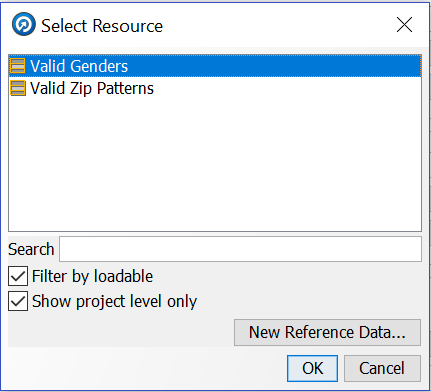 Select Resource
Valid Genders
Valid Zip Patterns
Search
Filter by loadable
Show project level only
New Reference Data...
OK Cancel